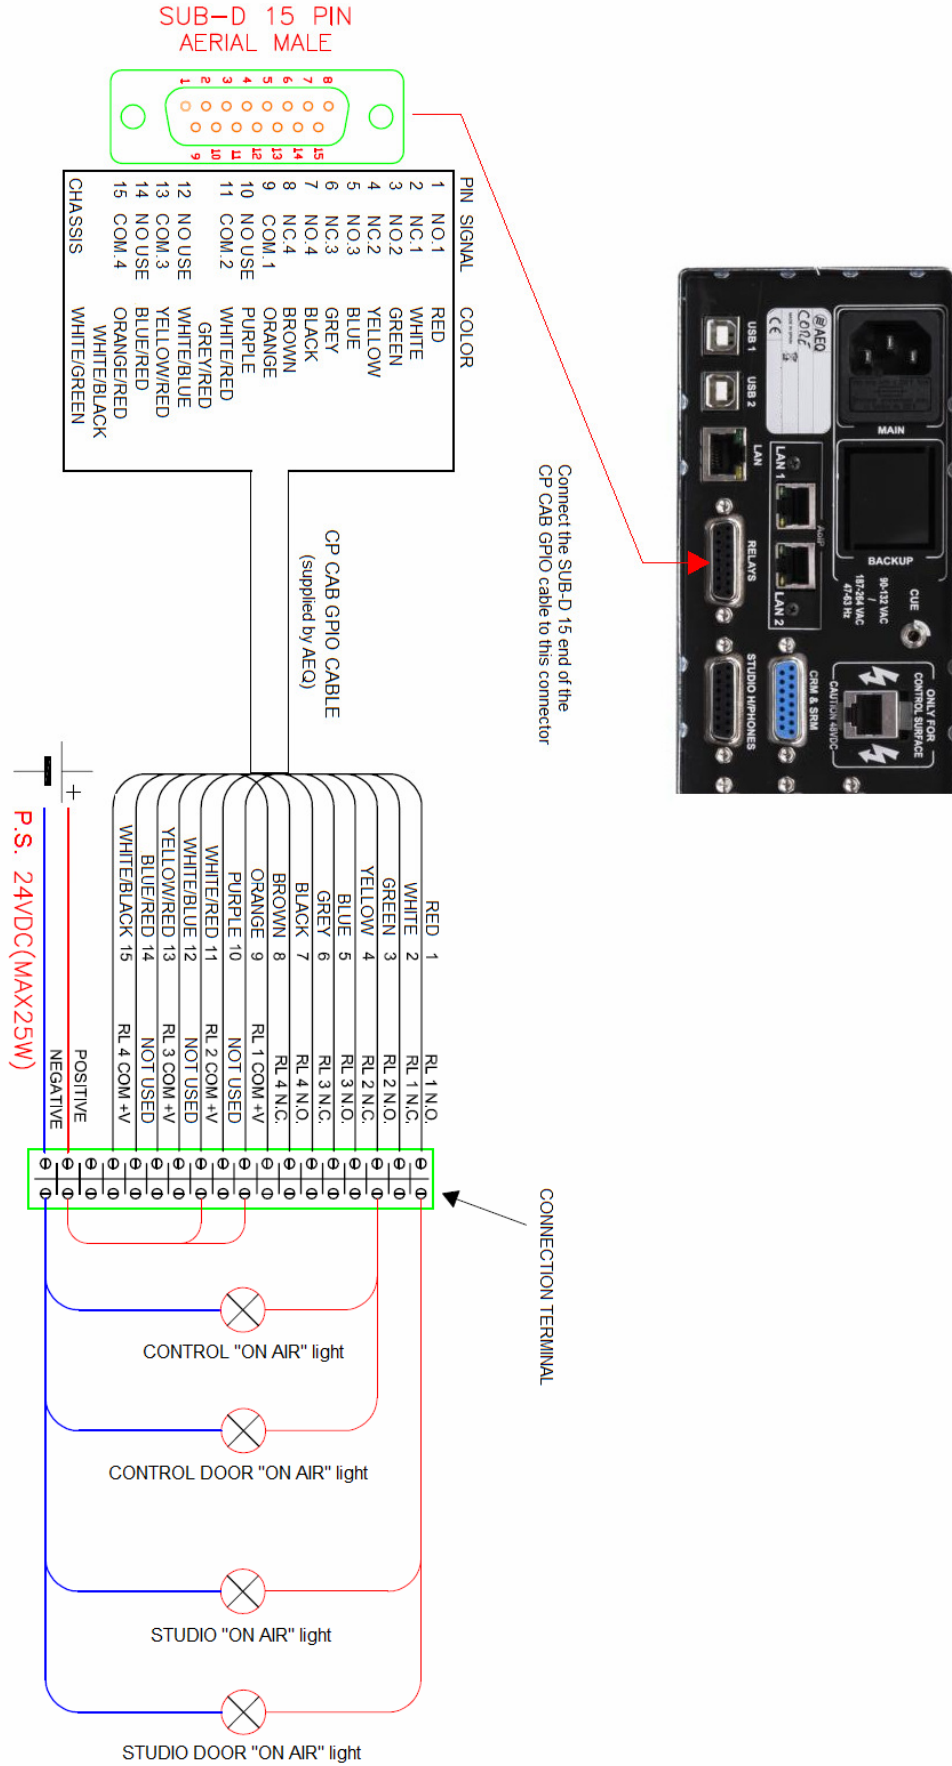 SUB-D 15 PIN
AERIAL MALE
1 2 3 4 5 6 7 8
9 10 11 12 13 14 15
PIN SIGNAL COLOR
1 NO.1 RED
2 NC.1 WHITE
3 NO.2 GREEN
4 NC.2 YELLOW
5 NO.3 BLUE
6 NC.3 GREY
7 NO.4 BLACK
8 NC.4 BROWN
9 COM.1 ORANGE
10 NO USE PURPLE
11 COM.2 WHITE/RED
GREY/RED
12 NO USE WHITE/BLUE
13 COM.3 YELLOW/RED
14 NO USE BLUE/RED
15 COM.4 ORANGE/RED
WHITE/BLACK
CHASSIS WHITE/GREEN
AEQ
CORE
CE
MAIN
BACKUP
90-132 VAC
/
187-264 VAC
47-63 Hz
CUE
ONLY FOR
CONTROL SURFACE
CAUTION 48VDC
LAN 1
AoIP
LAN 2
CRM & SRM
USB 1
USB 2
LAN
RELAYS
STUDIO H/PHONES
Connect the SUB-D 15 end of the
CP CAB GPIO cable to this connector
CP CAB GPIO CABLE
(supplied by AEQ)
RED 1 RL 1 N.O.
WHITE 2 RL 1 N.C.
GREEN 3 RL 2 N.O.
YELLOW 4 RL 2 N.C.
BLUE 5 RL 3 N.O.
GREY 6 RL 3 N.C.
BLACK 7 RL 4 N.O.
BROWN 8 RL 4 N.C.
ORANGE 9 RL 1 COM +V
PURPLE 10 NOT USED
WHITE/RED 11 RL 2 COM +V
WHITE/BLUE 12 NOT USED
YELLOW/RED 13 RL 3 COM +V
BLUE/RED 14 NOT USED
WHITE/BLACK 15 RL 4 COM +V
+
POSITIVE
NEGATIVE
P.S. 24VDC(MAX25W)
CONNECTION TERMINAL
CONTROL "ON AIR" light
CONTROL DOOR "ON AIR" light
STUDIO "ON AIR" light
STUDIO DOOR "ON AIR" light